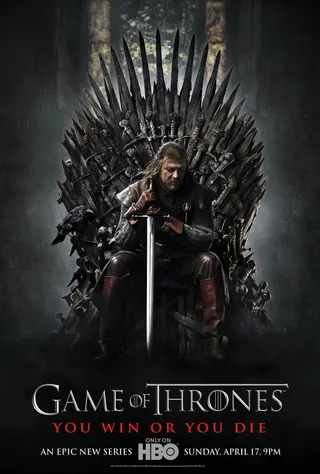 GAME OF THRONES
YOU WIN OR YOU DIE
AN EPIC NEW SERIES ONLY ON HBO SUNDAY, APRIL 17, 9PM